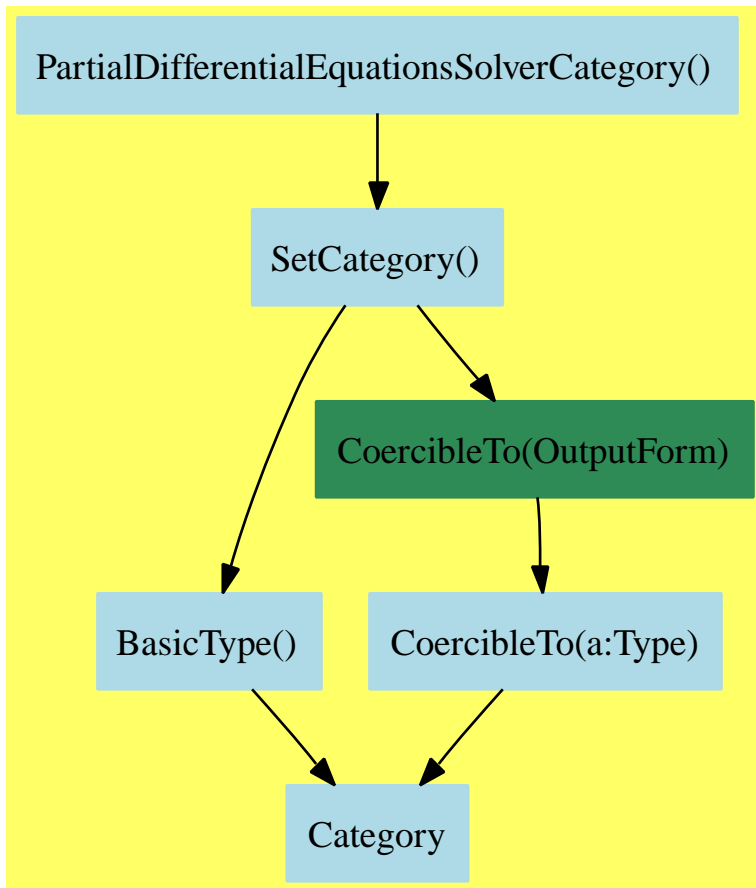 PartialDifferentialEquationsSolverCategory()
SetCategory()
CoercibleTo(OutputForm)
BasicType()
CoercibleTo(a:Type)
Category